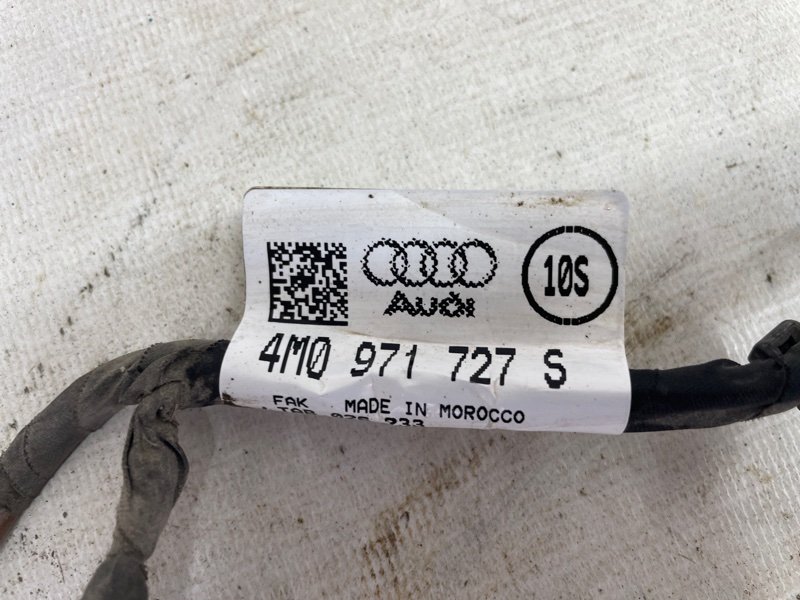 Audi
10S
4M0 971 727 S
FAK MADE IN MOROCCO